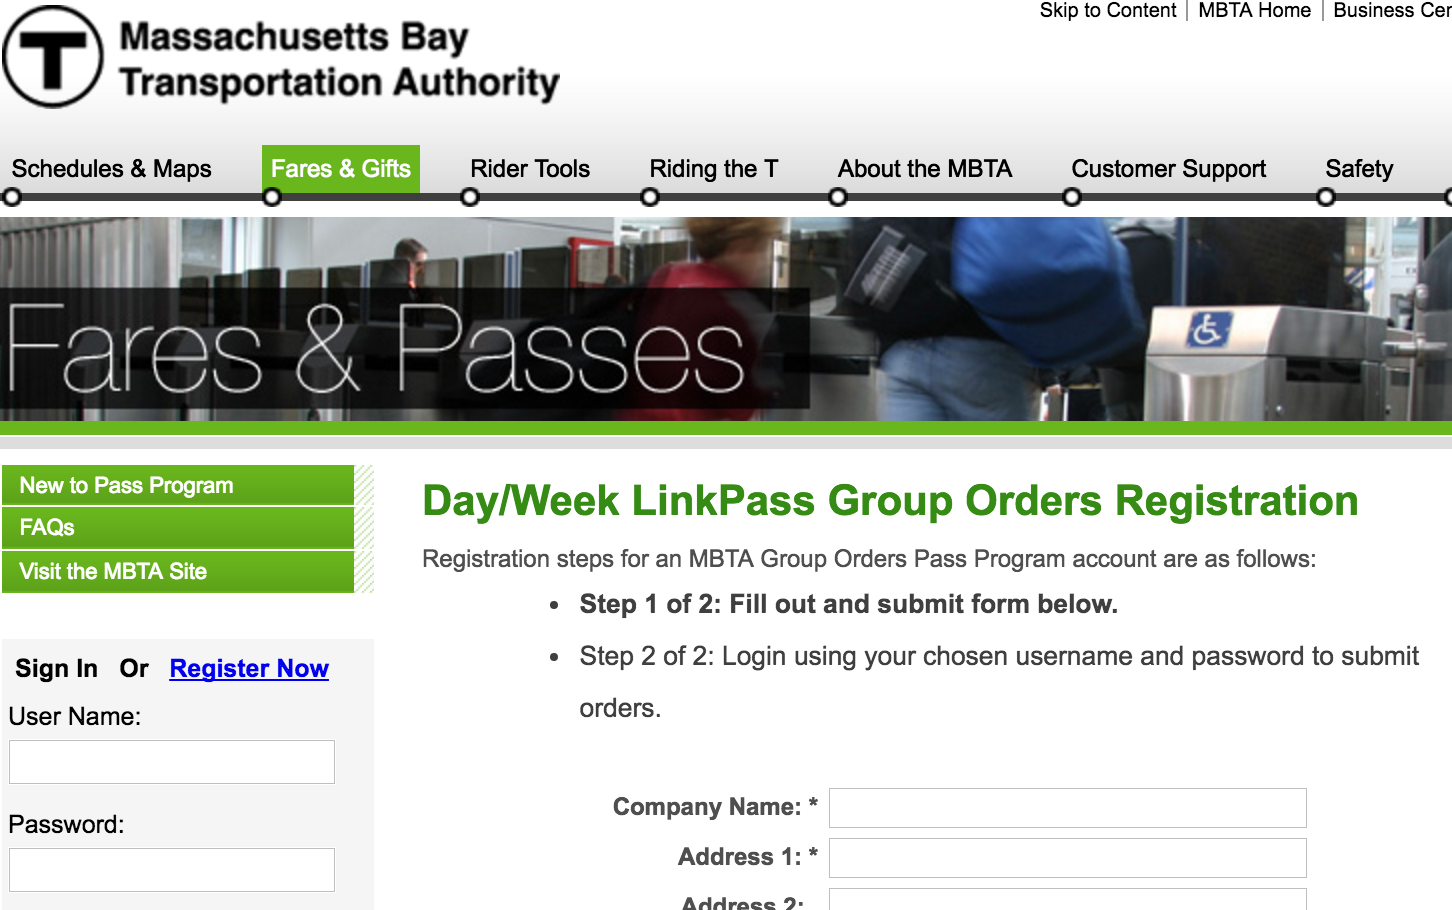 Skip to Content | MBTA Home | Business Cer
T Massachusetts Bay
Transportation Authority
Schedules & Maps Fares & Gifts Rider Tools Riding the T About the MBTA Customer Support Safety
Fares & Passes
New to Pass Program
FAQs
Visit the MBTA Site
Sign In Or Register Now
User Name:
Password:
Day/Week LinkPass Group Orders Registration
Registration steps for an MBTA Group Orders Pass Program account are as follows:
• Step 1 of 2: Fill out and submit form below.
• Step 2 of 2: Login using your chosen username and password to submit
orders.
Company Name: *
Address 1: *
Address 2: